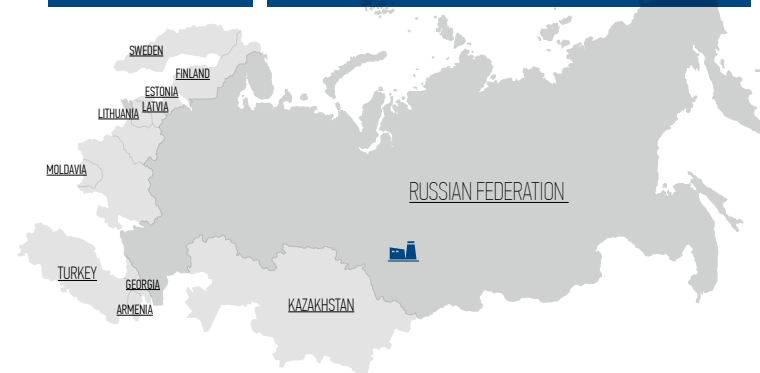 SWEDEN
FINLAND
ESTONIA
LATVIA
LITHUANIA
MOLDAVIA
RUSSIAN FEDERATION
TURKEY
GEORGIA
KAZAKHSTAN
ARMENIA